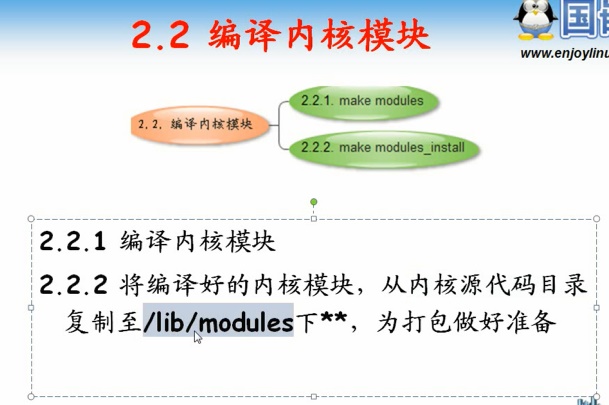 2.2 编译内核模块
国
www.enjoylinu
2.2.1. make modules
2.2. 编译内核模块
2.2.2. make modules_install
2.2.1 编译内核模块
2.2.2 将编译好的内核模块，从内核源代码目录
复制至/lib/modules下**，为打包做好准备